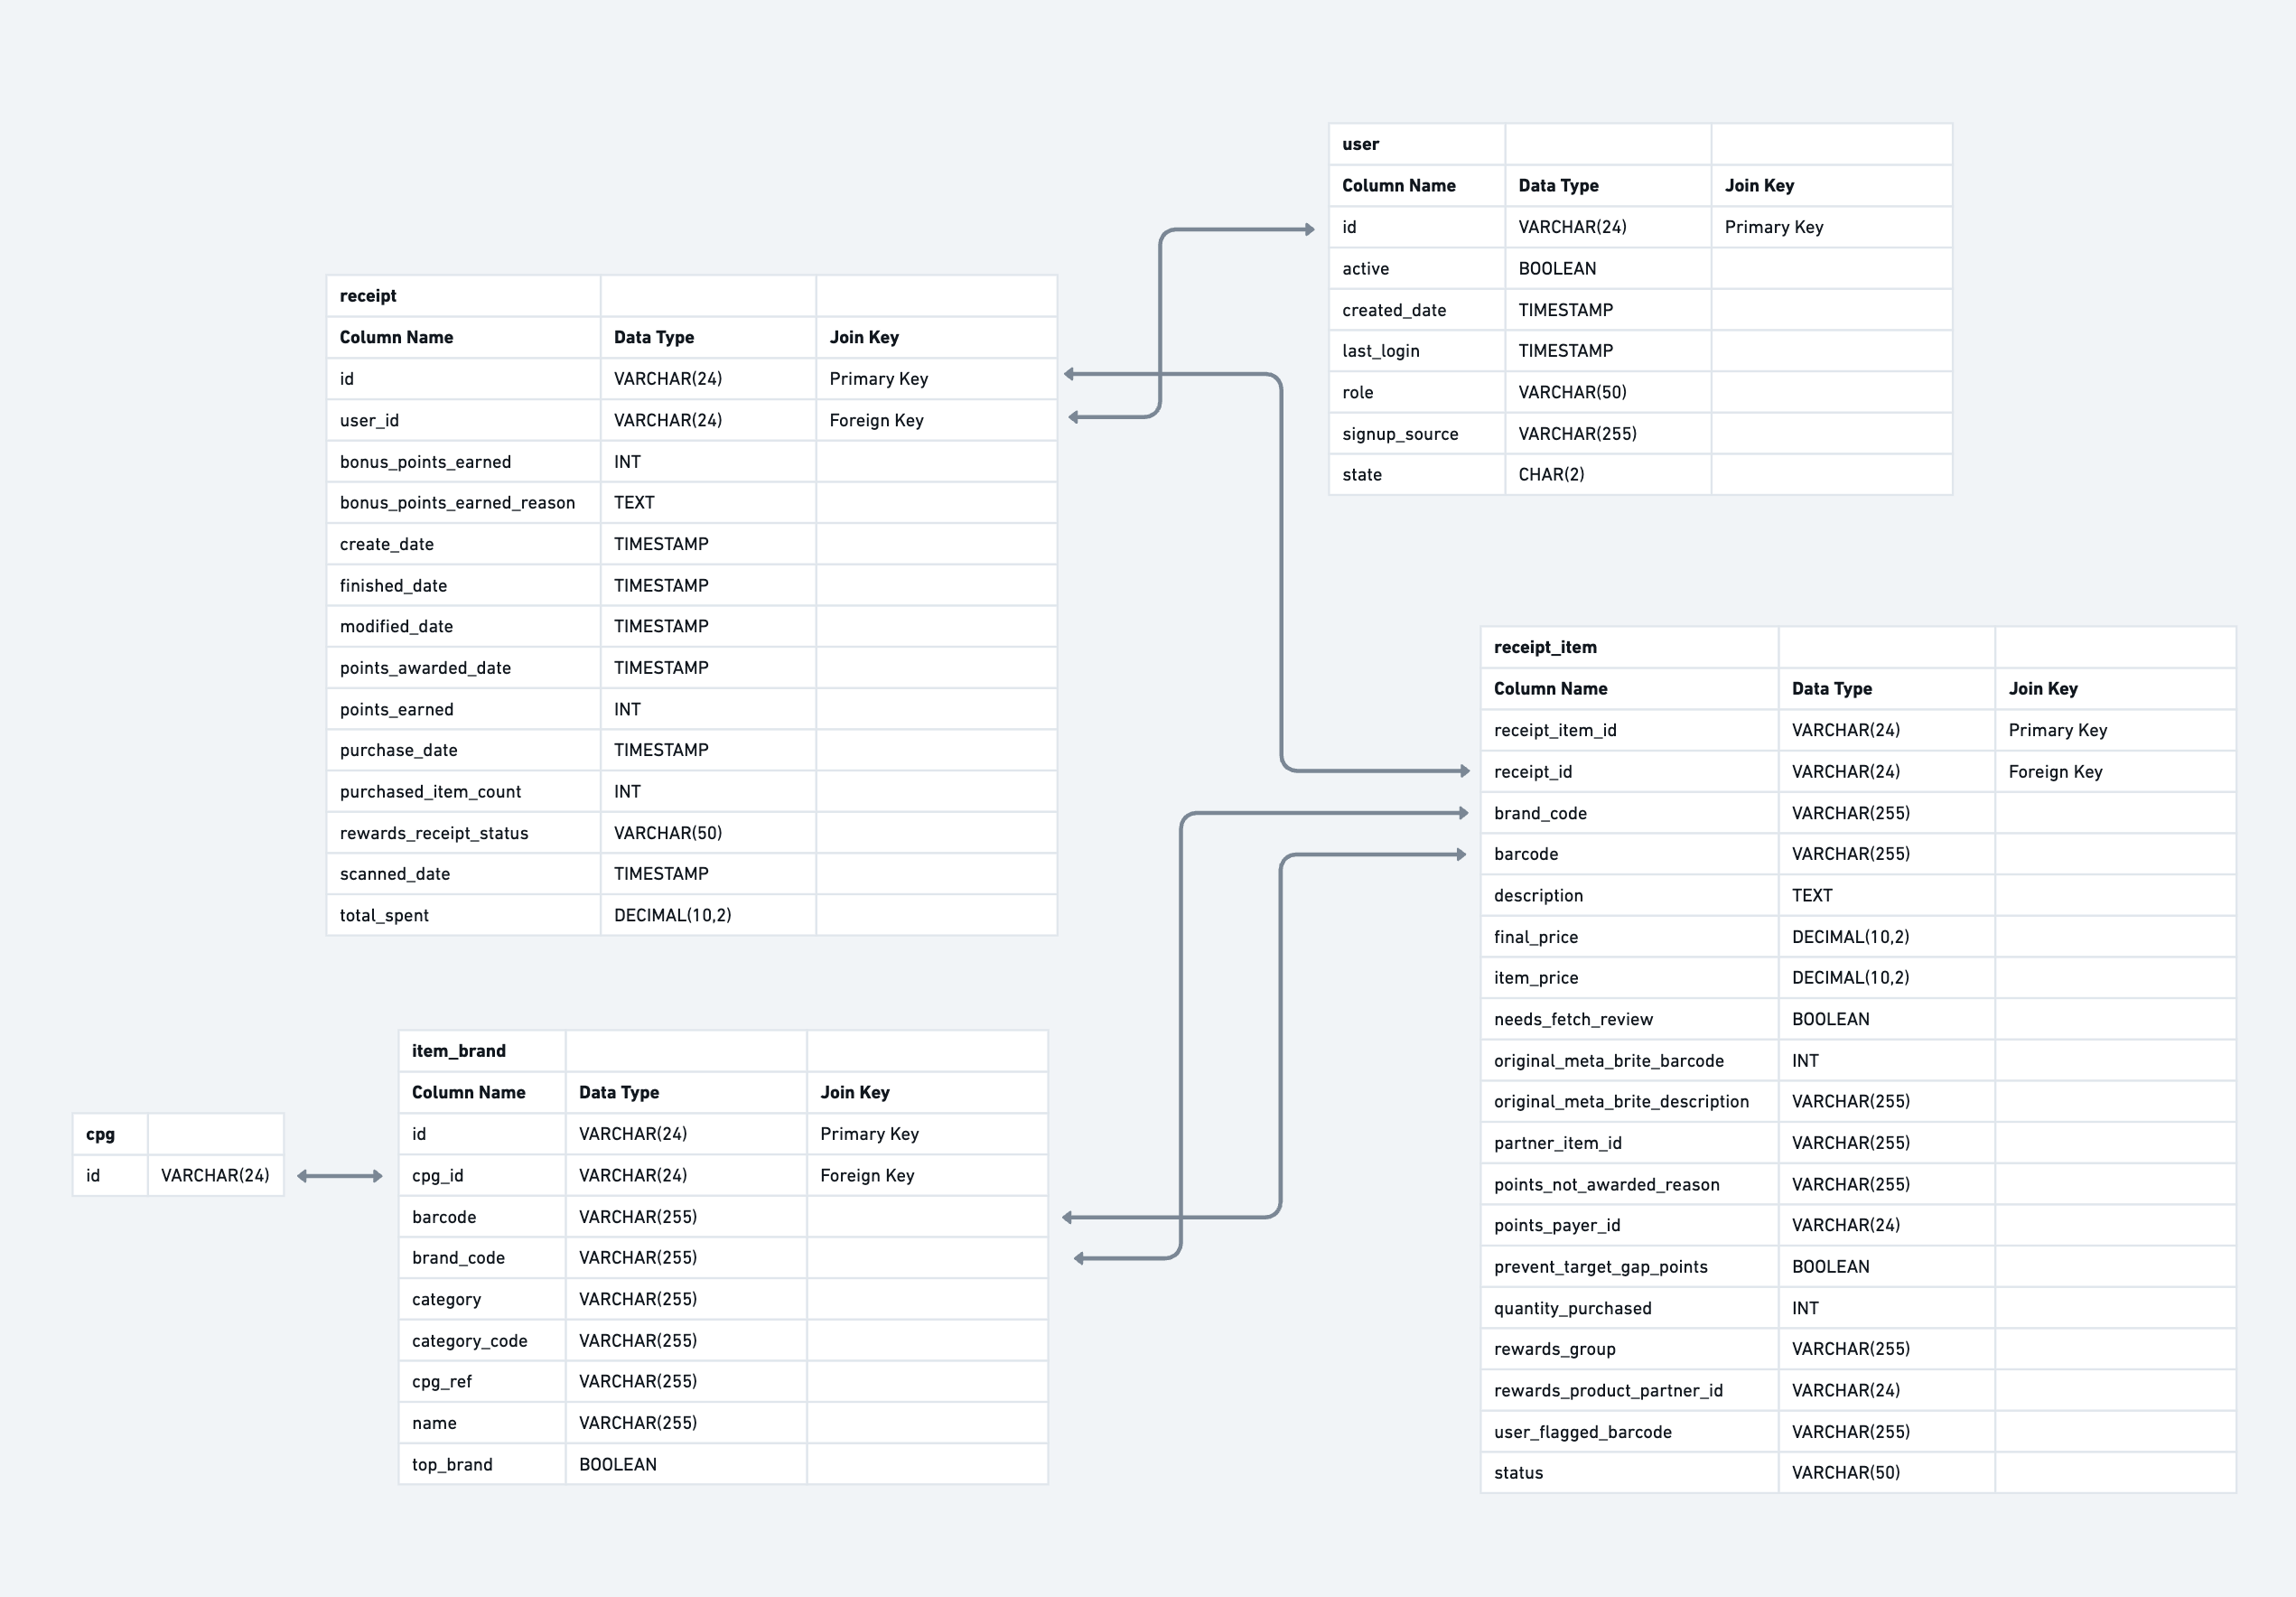 user
Column Name Data Type Join Key
id VARCHAR(24) Primary Key
active BOOLEAN
created_date TIMESTAMP
last_login TIMESTAMP
role VARCHAR(50)
signup_source VARCHAR(255)
state CHAR(2)
receipt
Column Name Data Type Join Key
id VARCHAR(24) Primary Key
user_id VARCHAR(24) Foreign Key
bonus_points_earned INT
bonus_points_earned_reason TEXT
create_date TIMESTAMP
finished_date TIMESTAMP
modified_date TIMESTAMP
points_awarded_date TIMESTAMP
points_earned INT
purchase_date TIMESTAMP
purchased_item_count INT
rewards_receipt_status VARCHAR(50)
scanned_date TIMESTAMP
total_spent DECIMAL(10,2)
receipt_item
Column Name Data Type Join Key
receipt_item_id VARCHAR(24) Primary Key
receipt_id VARCHAR(24) Foreign Key
brand_code VARCHAR(255)
barcode VARCHAR(255)
description TEXT
final_price DECIMAL(10,2)
item_price DECIMAL(10,2)
needs_fetch_review BOOLEAN
original_meta_brite_barcode INT
original_meta_brite_description VARCHAR(255)
partner_item_id VARCHAR(255)
points_not_awarded_reason VARCHAR(255)
points_payer_id VARCHAR(24)
prevent_target_gap_points BOOLEAN
quantity_purchased INT
rewards_group VARCHAR(255)
rewards_product_partner_id VARCHAR(24)
user_flagged_barcode VARCHAR(255)
status VARCHAR(50)
item_brand
Column Name Data Type Join Key
id VARCHAR(24) Primary Key
cpg_id VARCHAR(24) Foreign Key
barcode VARCHAR(255)
brand_code VARCHAR(255)
category VARCHAR(255)
category_code VARCHAR(255)
cpg_ref VARCHAR(255)
name VARCHAR(255)
top_brand BOOLEAN
cpg
id VARCHAR(24)